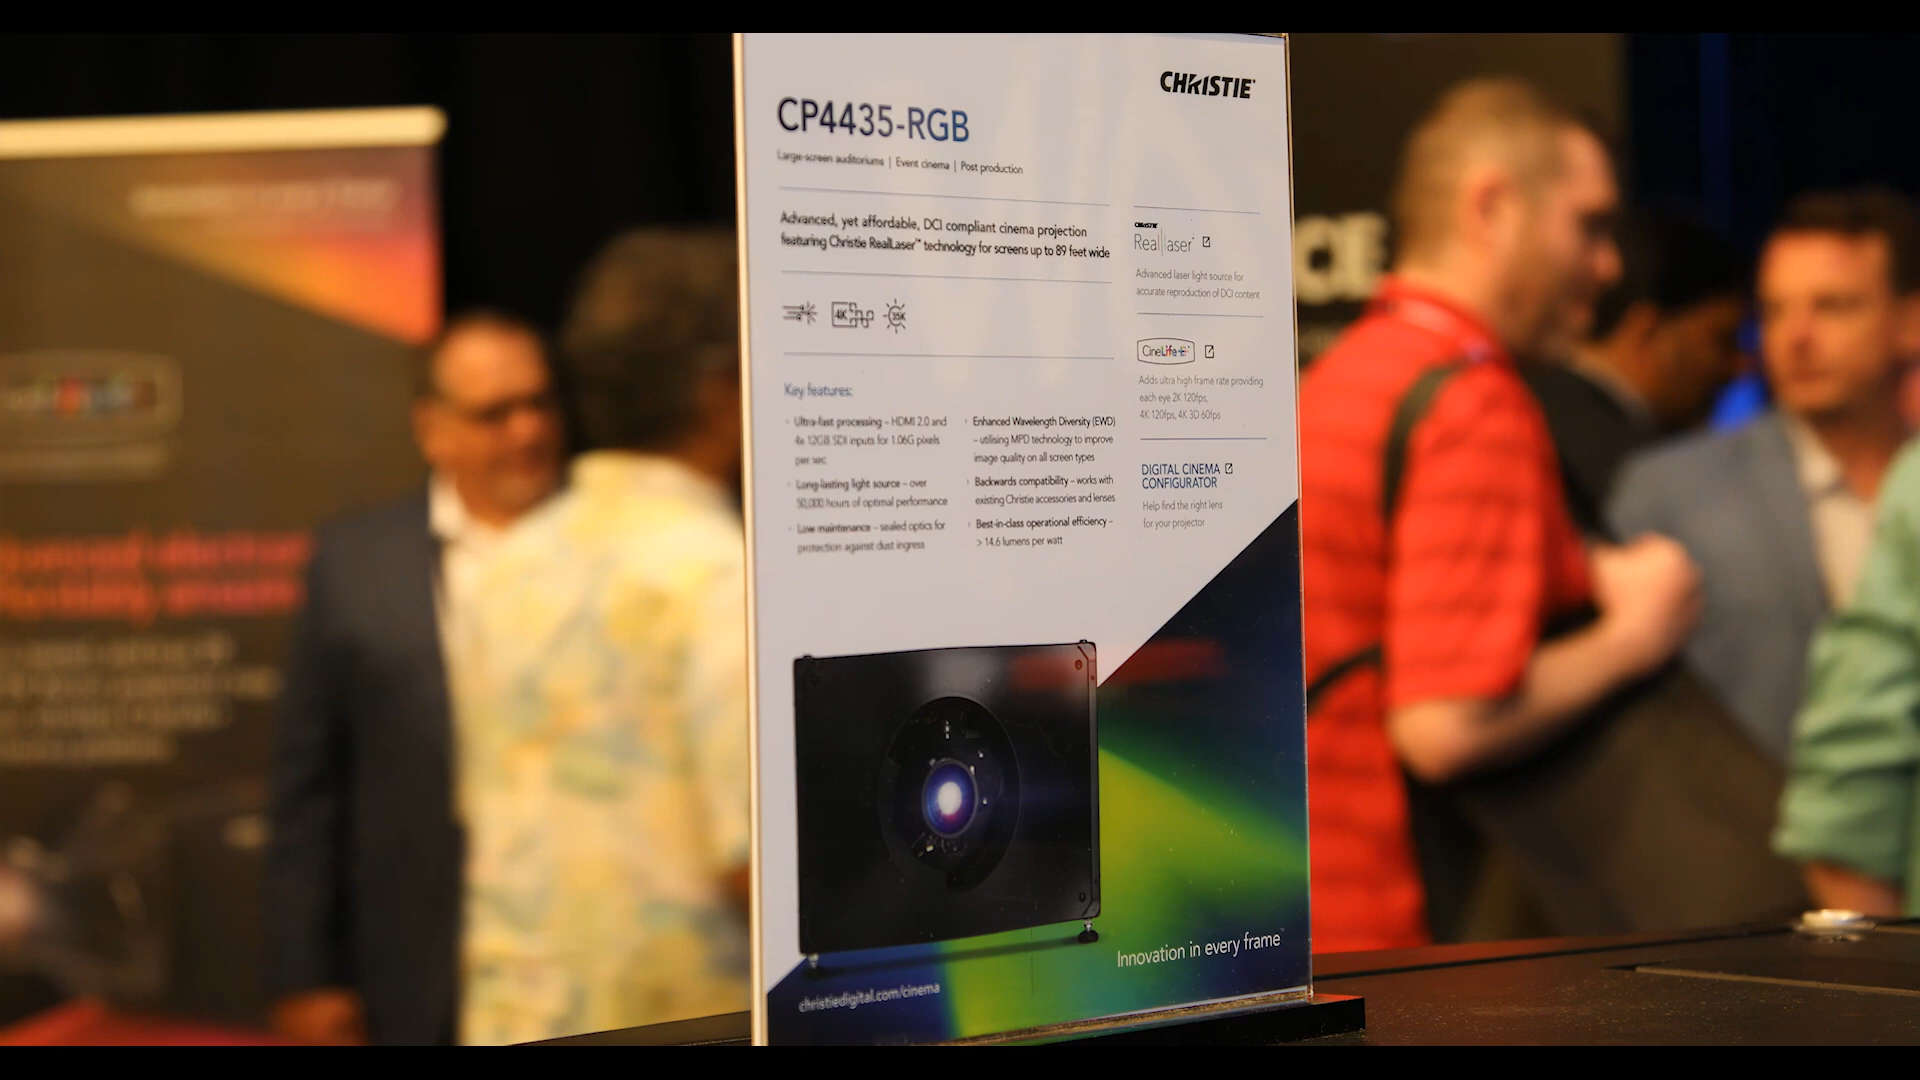 CHRISTIE
CP4435-RGB
Large-screen auditoriums | Event cinema | Post production
Advanced, yet affordable, DCI compliant cinema projection
featuring Christie RealLaser™ technology for screens up to 89 feet wide
4K
35K
Key features:
Ultra-fast processing – HDMI 2.0 and
4x 12GB SDI inputs for 1.06G pixels
per sec
Long-lasting light source – over
50,000 hours of optimal performance
Low maintenance – sealed optics for
protection against dust ingress
Enhanced Wavelength Diversity (EWD)
– utilising MPD technology to improve
image quality on all screen types
Backwards compatibility – works with
existing Christie accessories and lenses
Best-in-class operational efficiency –
> 14.6 lumens per watt
CHRISTIE
Real|laser
Advanced laser light source for
accurate reproduction of DCI content
CineLife+
Adds ultra high frame rate providing
each eye 2K 120fps,
4K 120fps, 4K 3D 60fps
DIGITAL CINEMA
CONFIGURATOR
Help find the right lens
for your projector
Innovation in every frame
christiedigital.com/cinema
CE